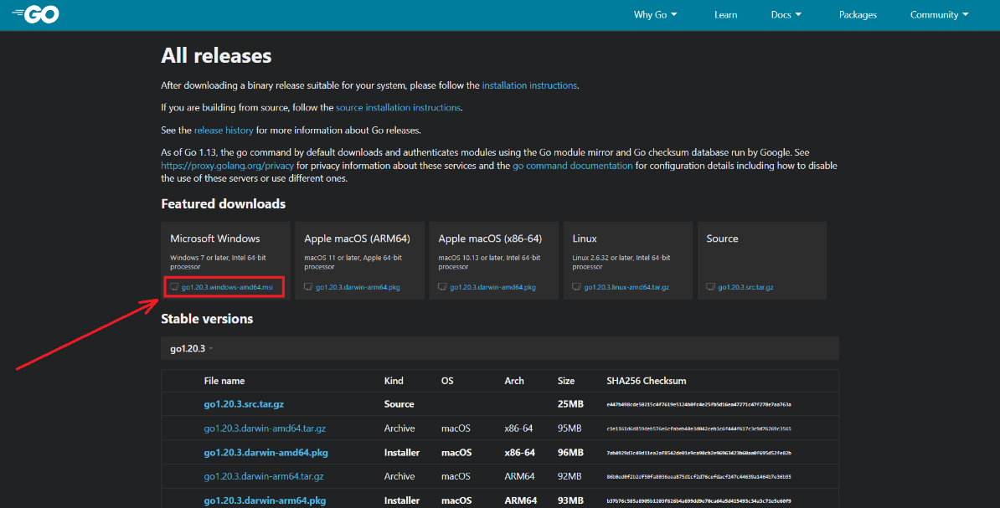 GO
Why Go
Learn
Docs
Packages
Community
All releases
After downloading a binary release suitable for your system, please follow the installation instructions.
If you are building from source, follow the source installation instructions.
See the release history for more information about Go releases.
As of Go 1.13, the go command by default downloads and authenticates modules using the Go module mirror and Go checksum database run by Google. See
https://proxy.golang.org/privacy for privacy information about these services and the go command documentation for configuration details including how to disable
the use of these servers or use different ones.
Featured downloads
Microsoft Windows
Windows 7 or later, Intel 64-bit
processor
go1.20.3.windows-amd64.msi
Apple macOS (ARM64)
macOS 11 or later, Apple 64-bit
processor
go1.20.3.darwin-arm64.pkg
Apple macOS (x86-64)
macOS 10.13 or later, Intel 64-bit
processor
go1.20.3.darwin-amd64.pkg
Linux
Linux 2.6.32 or later, Intel 64-bit
processor
go1.20.3.linux-amd64.tar.gz
Source
go1.20.3.src.tar.gz
Stable versions
go1.20.3
File name Kind OS Arch Size SHA256 Checksum
go1.20.3.src.tar.gz Source 25MB
go1.20.3.darwin-amd64.tar.gz Archive macOS x86-64 95MB
go1.20.3.darwin-amd64.pkg Installer macOS x86-64 96MB
go1.20.3.darwin-arm64.tar.gz Archive macOS ARM64 92MB
go1.20.3.darwin-arm64.pkg Installer macOS ARM64 93MB